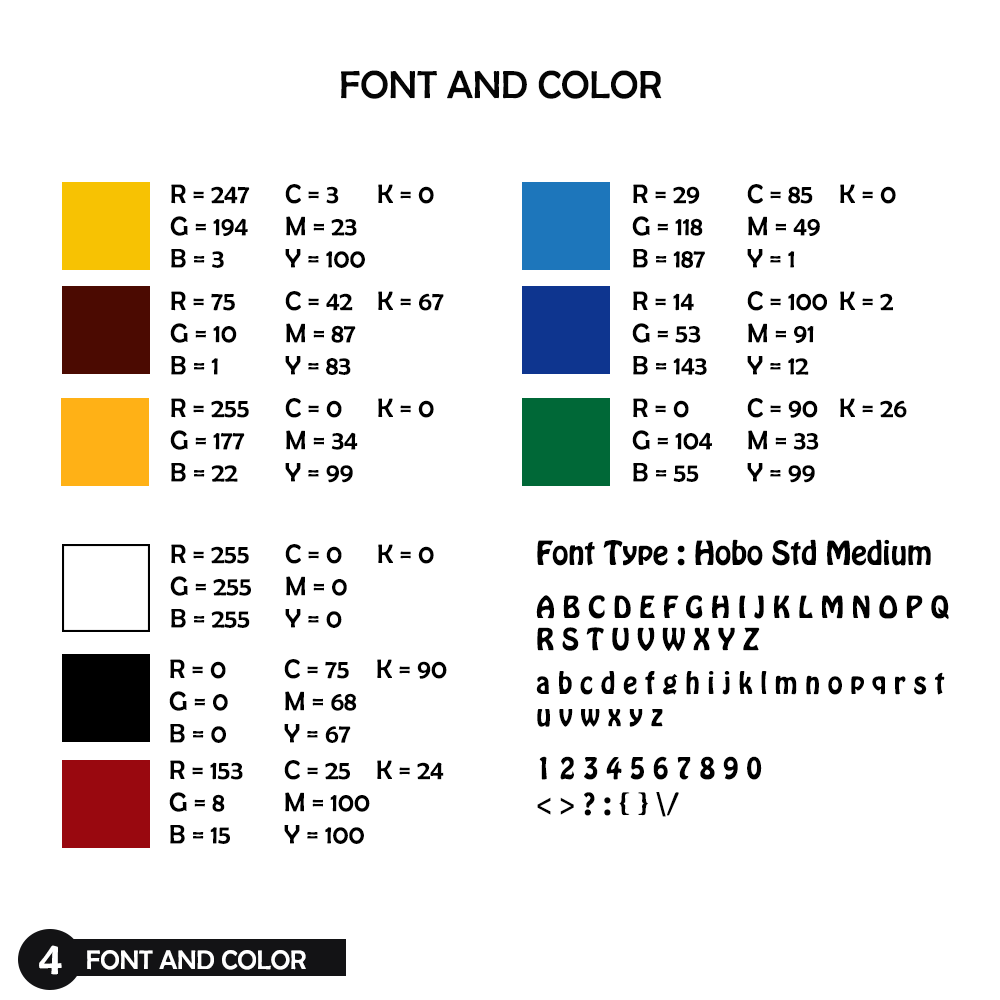 FONT AND COLOR
R = 247 C = 3 K = 0
G = 194 M = 23
B = 3 Y = 100
R = 75 C = 42 K = 67
G = 10 M = 87
B = 1 Y = 83
R = 255 C = 0 K = 0
G = 177 M = 34
B = 22 Y = 99
R = 29 C = 85 K = 0
G = 118 M = 49
B = 187 Y = 1
R = 14 C = 100 K = 2
G = 53 M = 91
B = 143 Y = 12
R = 0 C = 90 K = 26
G = 104 M = 33
B = 55 Y = 99
R = 255 C = 0 K = 0
G = 255 M = 0
B = 255 Y = 0
R = 0 C = 75 K = 90
G = 0 M = 68
B = 0 Y = 67
R = 153 C = 25 K = 24
G = 8 M = 100
B = 15 Y = 100
Font Type : Hobo Std Medium
A B C D E F G H I J K L M N O P Q
R S T U V W X Y Z
a b c d e f g h i j k l m n o p q r s t
u v w x y z
1 2 3 4 5 6 7 8 9 0
< > ? : { } \ /
4 FONT AND COLOR